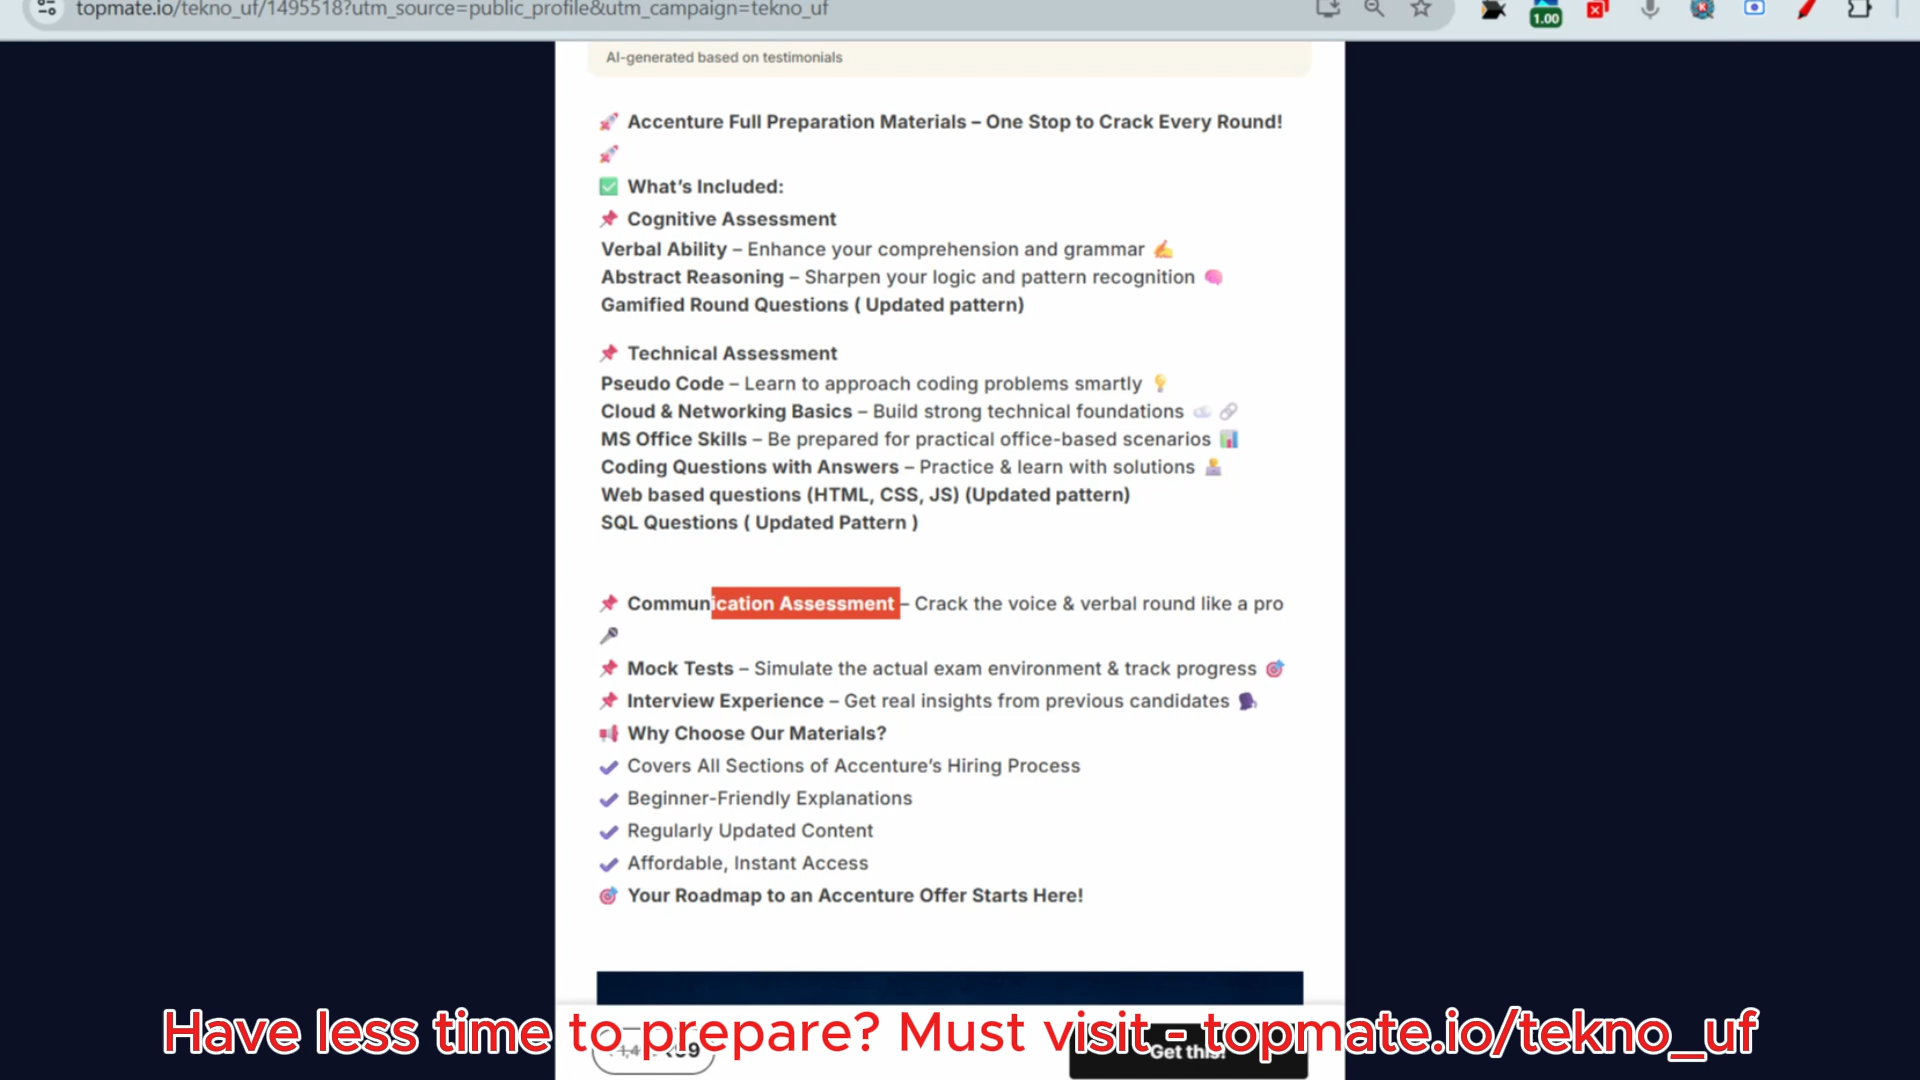 topmate.io/tekno_uf/1495518?utm_source=public_profile&utm_campaign=tekno_uf
1.00
AI-generated based on testimonials
🚀 Accenture Full Preparation Materials – One Stop to Crack Every Round!
🚀
✅ What's Included:
📌 Cognitive Assessment
Verbal Ability – Enhance your comprehension and grammar ✍️
Abstract Reasoning – Sharpen your logic and pattern recognition 🧠
Gamified Round Questions ( Updated pattern)
📌 Technical Assessment
Pseudo Code – Learn to approach coding problems smartly 💡
Cloud & Networking Basics – Build strong technical foundations ☁️ 🔗
MS Office Skills – Be prepared for practical office-based scenarios 📊
Coding Questions with Answers – Practice & learn with solutions 🧑‍💻
Web based questions (HTML, CSS, JS) (Updated pattern)
SQL Questions ( Updated Pattern )
📌 Communication Assessment – Crack the voice & verbal round like a pro
🎤
📌 Mock Tests – Simulate the actual exam environment & track progress 🎯
📌 Interview Experience – Get real insights from previous candidates 🗣️
📢 Why Choose Our Materials?
✔ Covers All Sections of Accenture's Hiring Process
✔ Beginner-Friendly Explanations
✔ Regularly Updated Content
✔ Affordable, Instant Access
🎯 Your Roadmap to an Accenture Offer Starts Here!
Have less time to prepare? Must visit - topmate.io/tekno_uf
Get this!